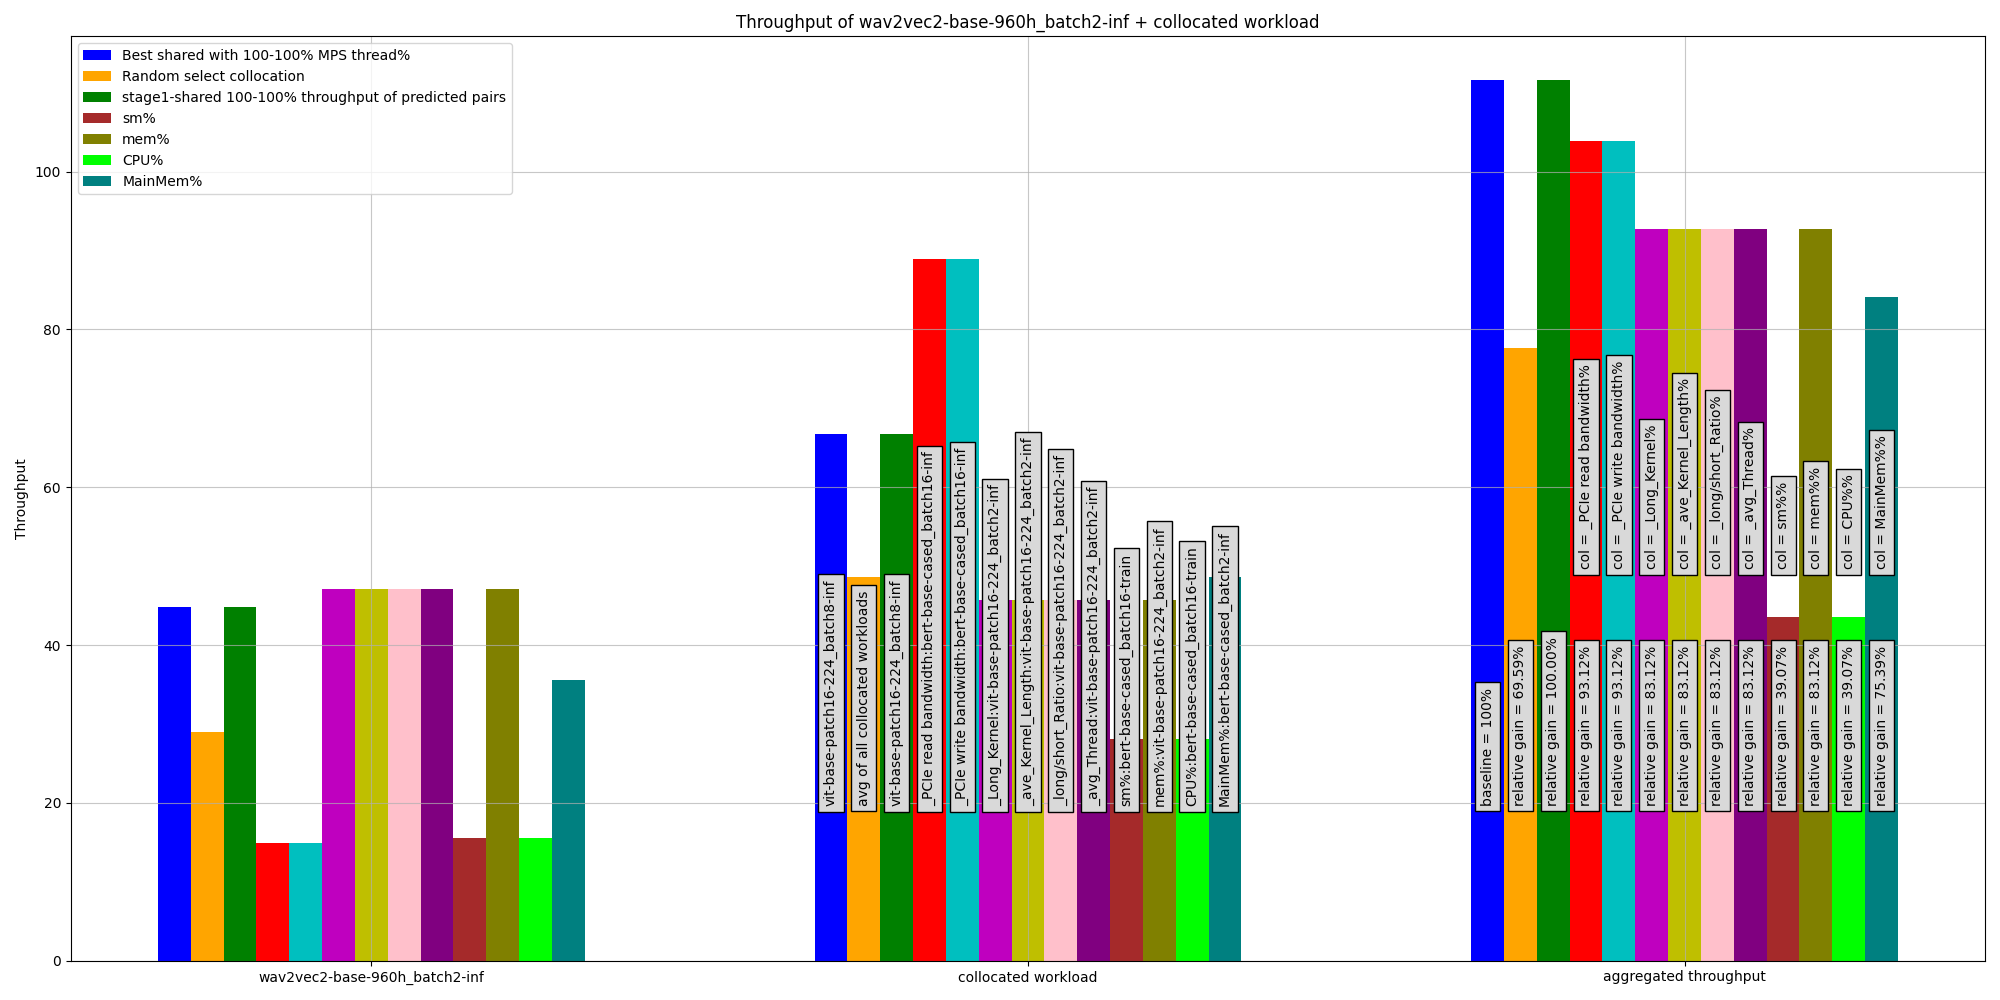 Throughput of wav2vec2-base-960h_batch2-inf + collocated workload
Best shared with 100-100% MPS thread%
Random select collocation
stage1-shared 100-100% throughput of predicted pairs
sm%
mem%
CPU%
MainMem%
Throughput
100
80
60
40
20
0
vit-base-patch16-224_batch8-inf
avg of all collocated workloads
vit-base-patch16-224_batch8-inf
_PCIe read bandwidth:bert-base-cased_batch16-inf
_PCIe write bandwidth:bert-base-cased_batch16-inf
_Long_Kernel:vit-base-patch16-224_batch2-inf
_ave_Kernel_Length:vit-base-patch16-224_batch2-inf
_long/short_Ratio:vit-base-patch16-224_batch2-inf
_avg_Thread:vit-base-patch16-224_batch2-inf
sm%:bert-base-cased_batch16-train
mem%:vit-base-patch16-224_batch2-inf
CPU%:bert-base-cased_batch16-train
MainMem%:bert-base-cased_batch2-inf
col = _PCIe read bandwidth%
col = _PCIe write bandwidth%
col = _Long_Kernel%
col = _ave_Kernel_Length%
col = _long/short_Ratio%
col = _avg_Thread%
col = sm%%
col = mem%%
col = CPU%%
col = MainMem%%
baseline = 100%
relative gain = 69.59%
relative gain = 100.00%
relative gain = 93.12%
relative gain = 93.12%
relative gain = 83.12%
relative gain = 83.12%
relative gain = 83.12%
relative gain = 83.12%
relative gain = 39.07%
relative gain = 83.12%
relative gain = 39.07%
relative gain = 75.39%
wav2vec2-base-960h_batch2-inf
collocated workload
aggregated throughput